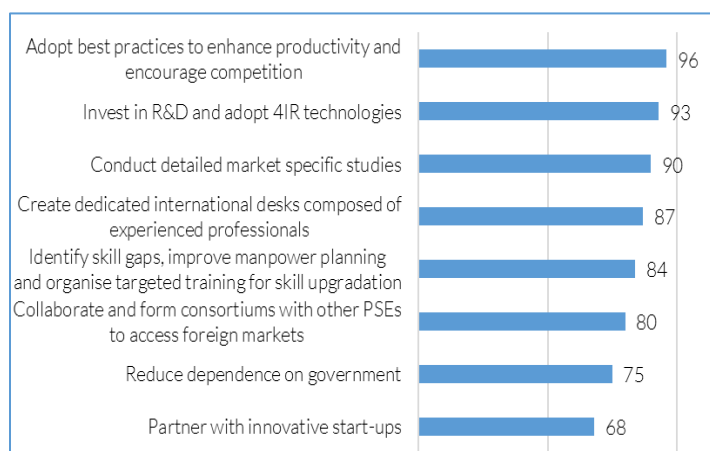 Adopt best practices to enhance productivity and
encourage competition
96
Invest in R&D and adopt 4IR technologies
93
Conduct detailed market specific studies
90
Create dedicated international desks composed of
experienced professionals
87
Identify skill gaps, improve manpower planning
and organise targeted training for skill upgradation
84
Collaborate and form consortiums with other PSEs
to access foreign markets
80
Reduce dependence on government
75
Partner with innovative start-ups
68